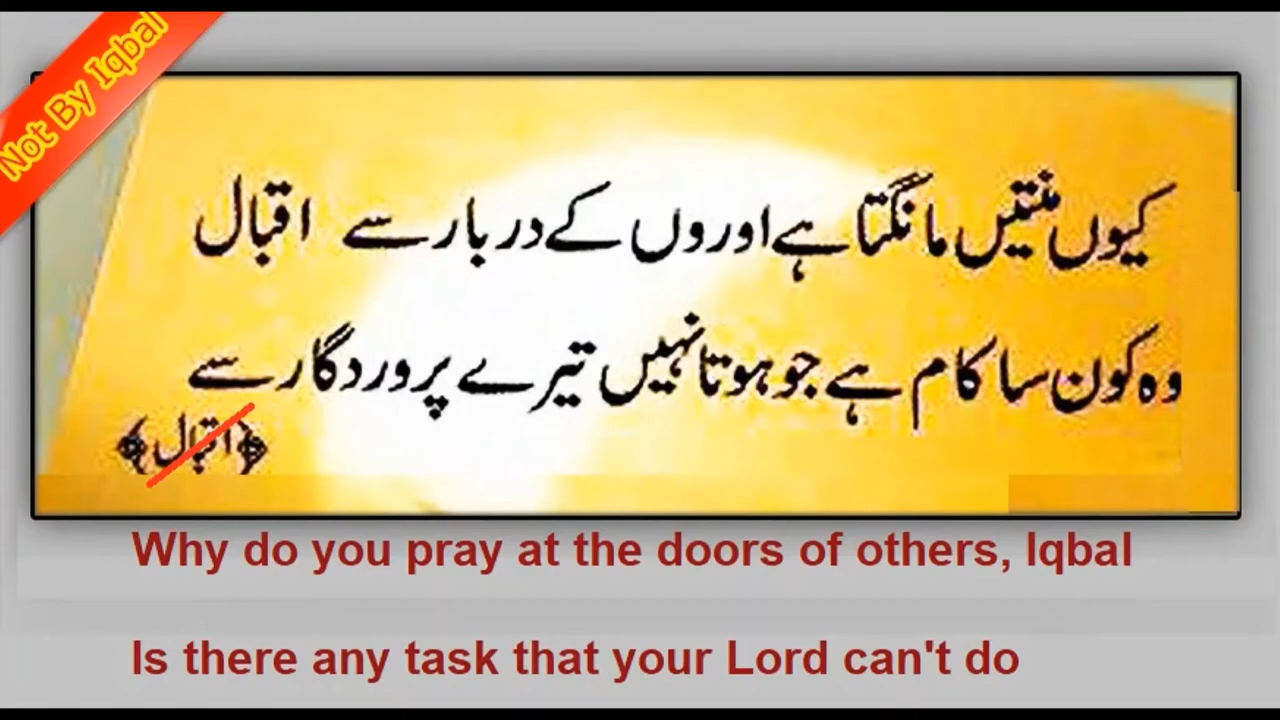 Not By Iqbal
کیوں منتیں مانگتا ہے اوروں کے دربار سے اقبال
وہ کون سا کام ہے جو ہوتا نہیں تیرے پروردگار سے
﴿اقبال﴾
Why do you pray at the doors of others, Iqbal
Is there any task that your Lord can't do